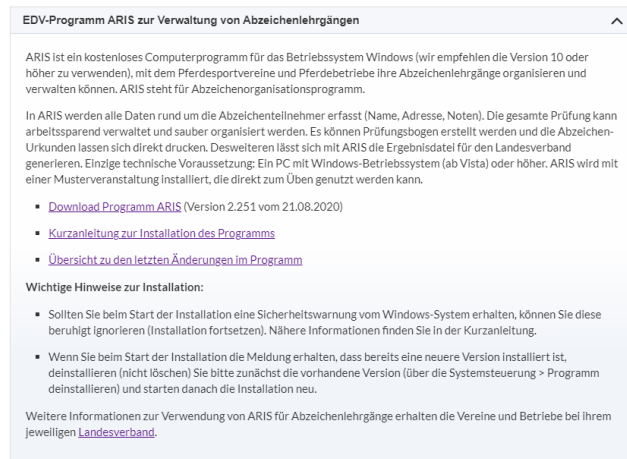 EDV-Programm ARIS zur Verwaltung von Abzeichenlehrgängen
ARIS ist ein kostenloses Computerprogramm für das Betriebssystem Windows (wir empfehlen die Version 10 oder
höher zu verwenden), mit dem Pferdesportvereine und Pferdebetriebe ihre Abzeichenlehrgänge organisieren und
verwalten können. ARIS steht für Abzeichenorganisationsprogramm.
In ARIS werden alle Daten rund um die Abzeichenteilnehmer erfasst (Name, Adresse, Noten). Die gesamte Prüfung kann
arbeitssparend verwaltet und sauber organisiert werden. Es können Prüfungsbogen erstellt werden und die Abzeichen-
Urkunden lassen sich direkt drucken. Desweiteren lässt sich mit ARIS die Ergebnisdatei für den Landesverband
generieren. Einzige technische Voraussetzung: Ein PC mit Windows-Betriebssystem (ab Vista) oder höher. ARIS wird mit
einer Musterveranstaltung installiert, die direkt zum Üben genutzt werden kann.
▪ Download Programm ARIS (Version 2.251 vom 21.08.2020)
▪ Kurzanleitung zur Installation des Programms
▪ Übersicht zu den letzten Änderungen im Programm
Wichtige Hinweise zur Installation:
▪ Sollten Sie beim Start der Installation eine Sicherheitswarnung vom Windows-System erhalten, können Sie diese
beruhigt ignorieren (Installation fortsetzen). Nähere Informationen finden Sie in der Kurzanleitung.
▪ Wenn Sie beim Start der Installation die Meldung erhalten, dass bereits eine neuere Version installiert ist,
deinstallieren (nicht löschen) Sie bitte zunächst die vorhandene Version (über die Systemsteuerung > Programm
deinstallieren) und starten danach die Installation neu.
Weitere Informationen zur Verwendung von ARIS für Abzeichenlehrgänge erhalten die Vereine und Betriebe bei ihrem
jeweiligen Landesverband.